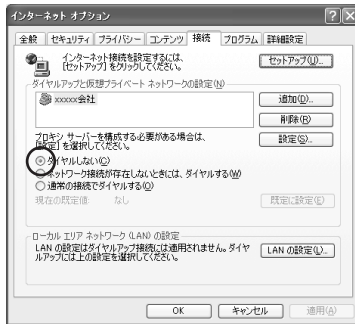 インターネット オプション
全般 セキュリティ プライバシー コンテンツ 接続 プログラム 詳細設定
インターネット接続を設定するには、
[セットアップ] をクリックしてください。
セットアップ(U)...
ダイヤルアップと仮想プライベート ネットワークの設定(N)
xxxxx会社
追加(D)...
削除(R)
プロキシ サーバーを構成する必要がある場合は、
[設定] を選択してください。
設定(S)...
ダイヤルしない(C)
ネットワーク接続が存在しないときには、ダイヤルする(W)
通常の接続でダイヤルする(O)
現在の既定値: なし
既定に設定(E)
ローカル エリア ネットワーク (LAN) の設定
LAN の設定はダイヤルアップ接続には適用されません。ダイヤ
ルアップには上の設定を選択してください。
LAN の設定(L)...
OK キャンセル 適用(A)